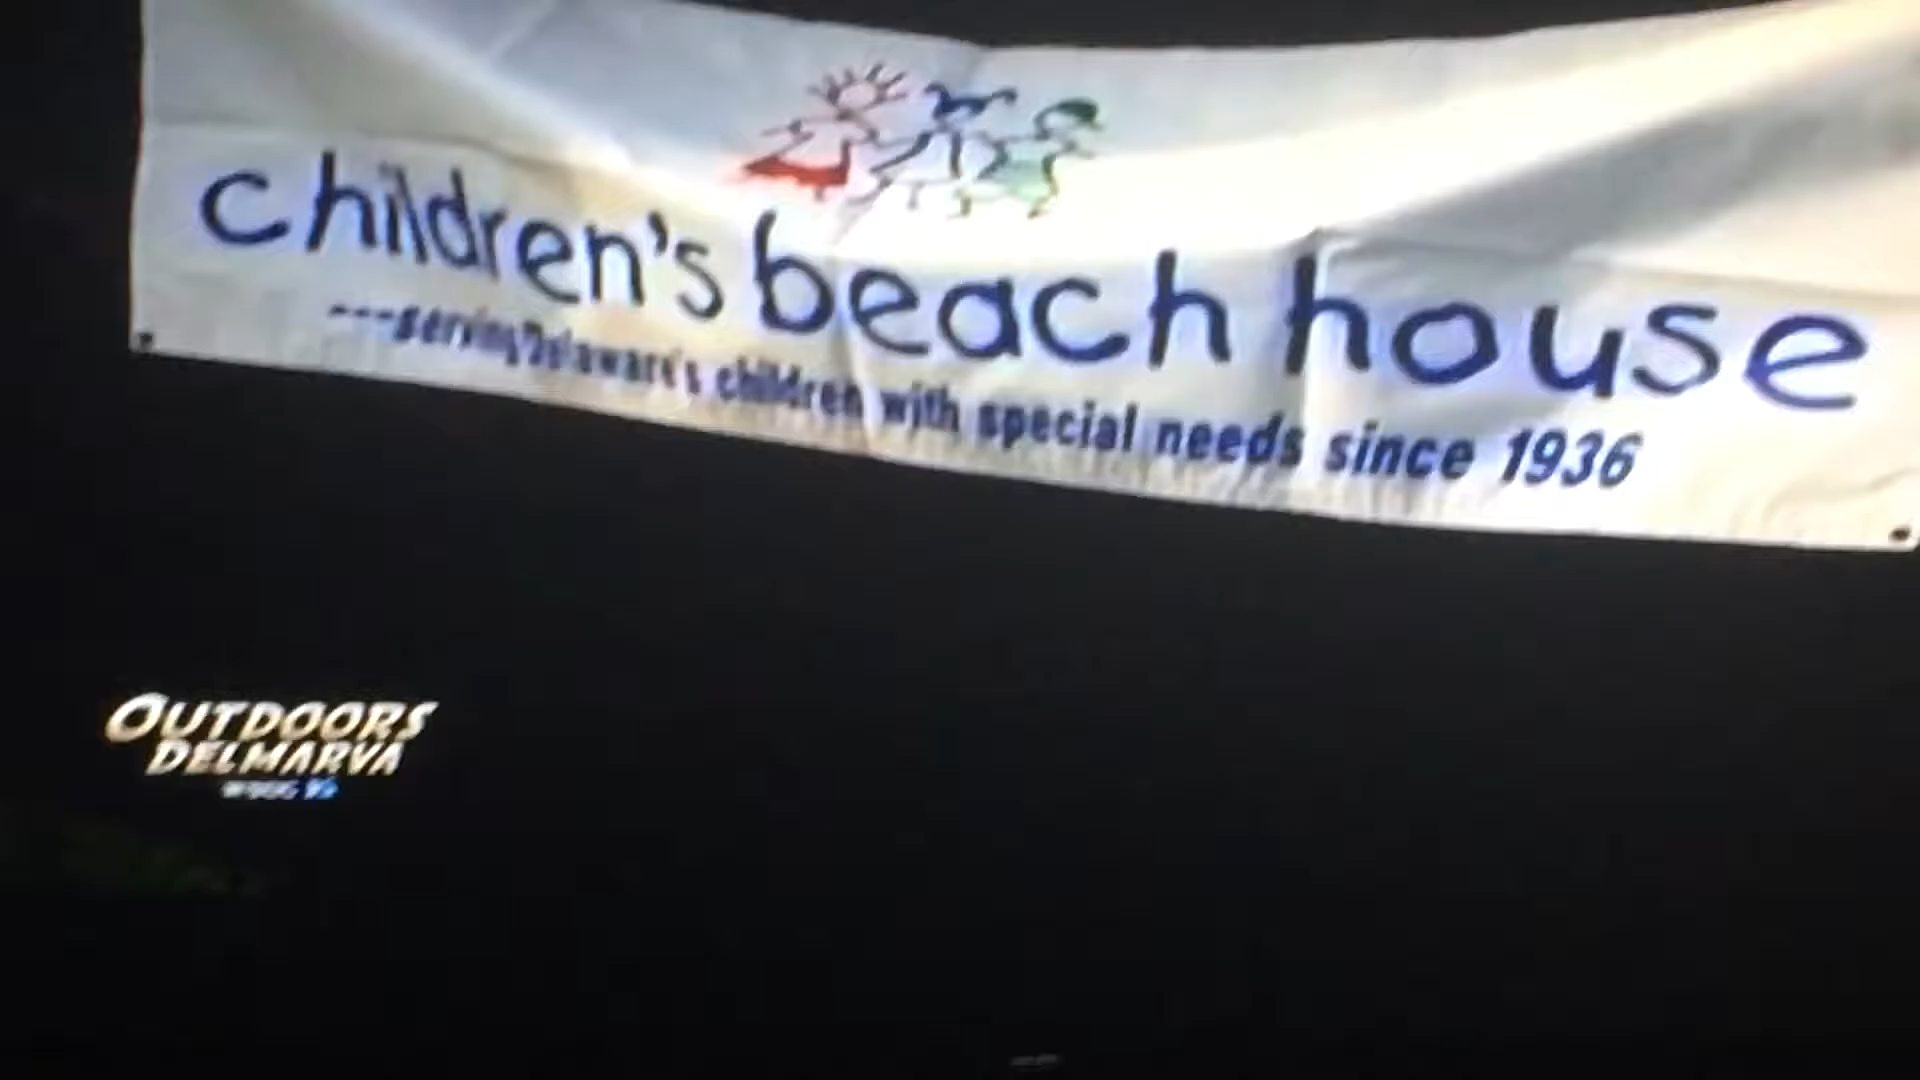 children's beach house
---serving Delaware's children with special needs since 1936
OUTDOORS
DELMARVA